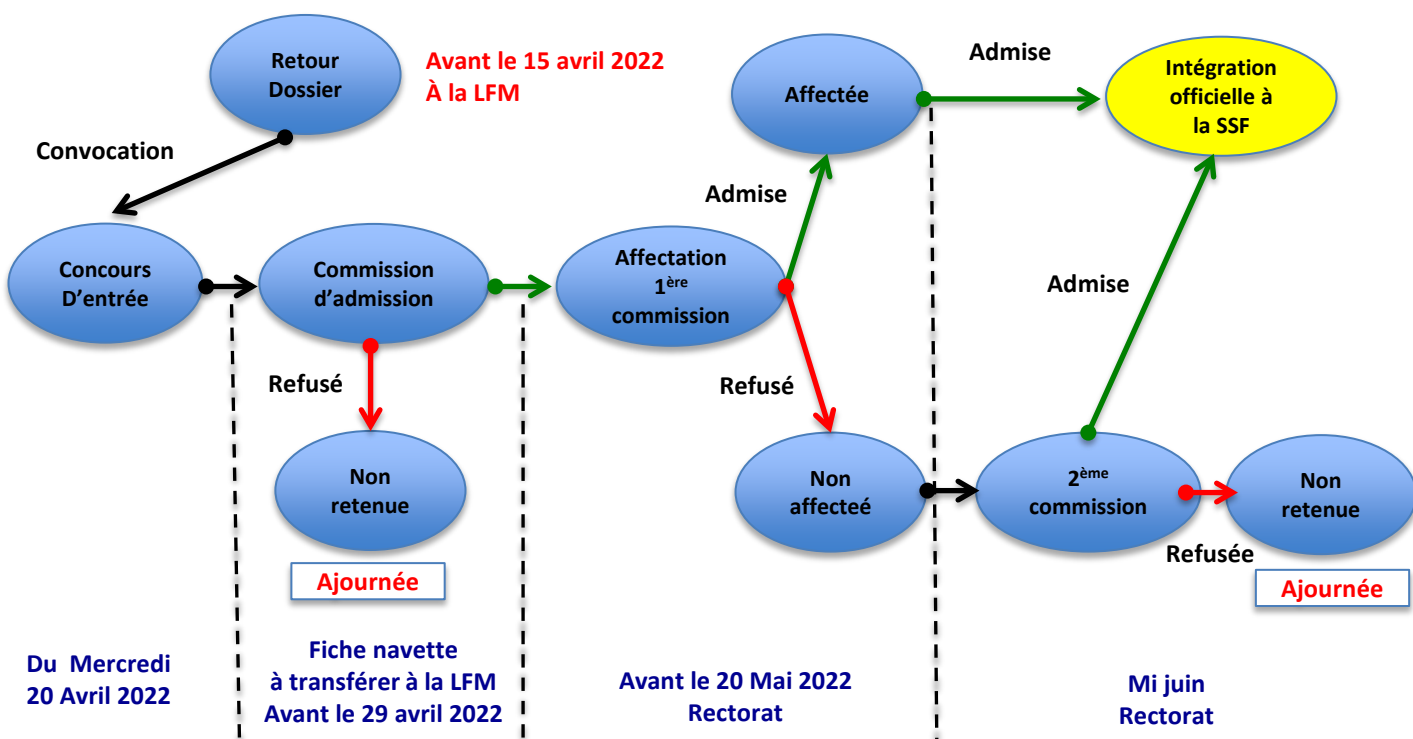 Retour
Dossier
Avant le 15 avril 2022
À la LFM
Convocation
Concours
D'entrée
Commission
d'admission
Refusé
Non
retenue
Ajournée
Affectation
1ère
commission
Admise
Affectée
Admise
Intégration
officielle à
la SSF
Refusé
Non
affecteé
Admise
2ème
commission
Refusée
Non
retenue
Ajournée
Du Mercredi
20 Avril 2022
Fiche navette
à transférer à la LFM
Avant le 29 avril 2022
Avant le 20 Mai 2022
Rectorat
Mi juin
Rectorat